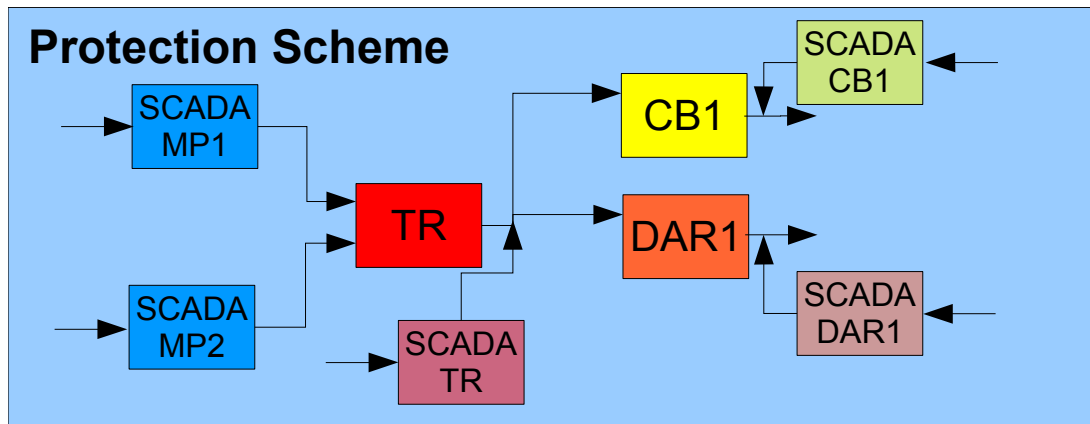 Protection Scheme
SCADA
MP1
SCADA
MP2
TR
SCADA
TR
CB1
SCADA
CB1
DAR1
SCADA
DAR1